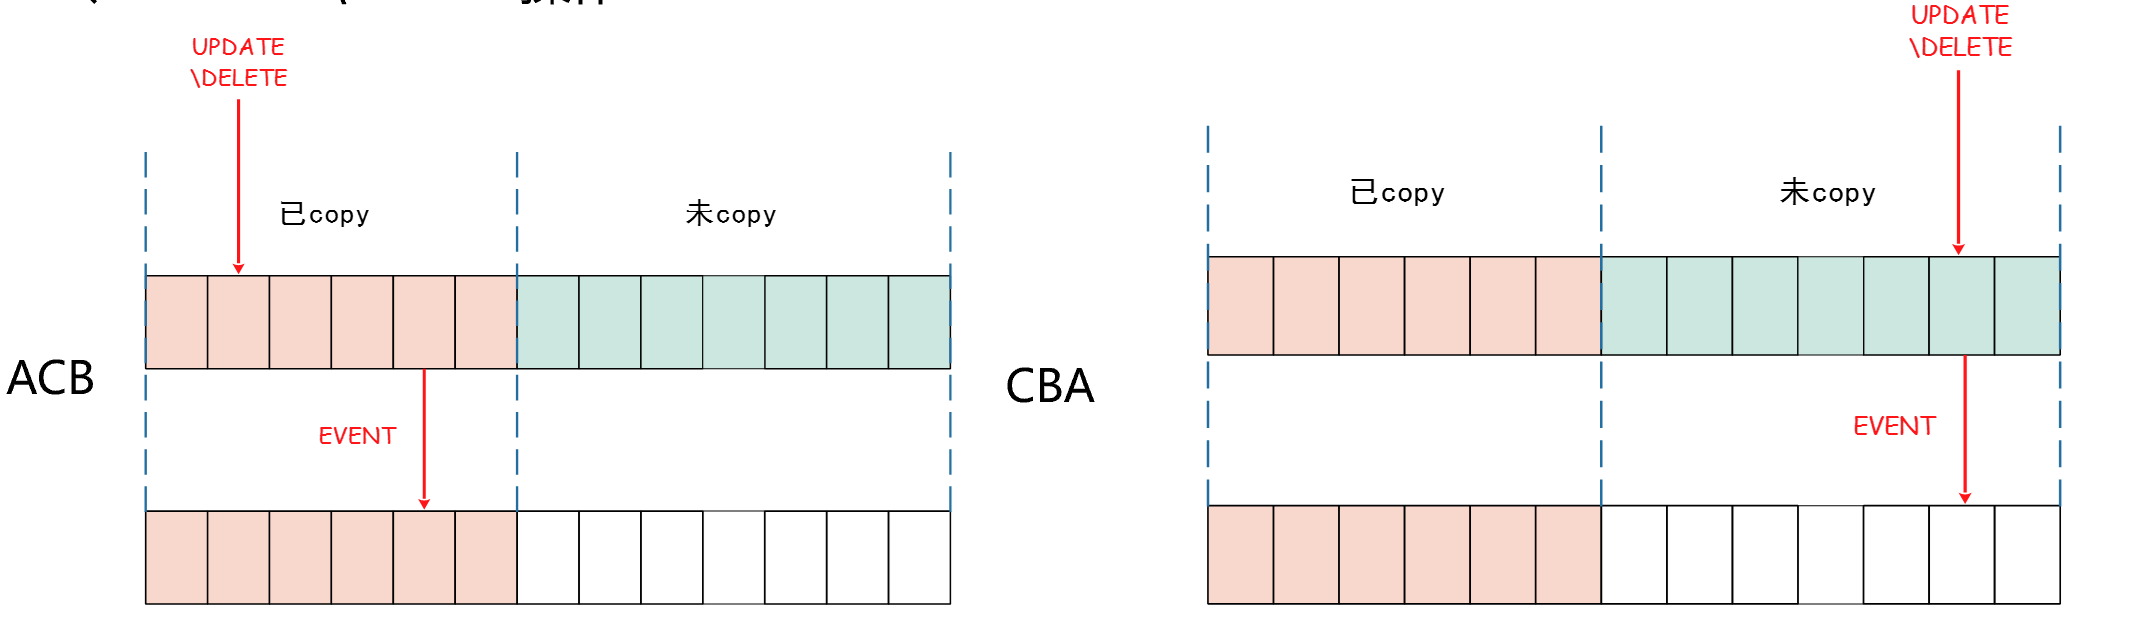 UPDATE
\DELETE
已copy
未copy
ACB
EVENT
UPDATE
\DELETE
已copy
未copy
CBA
EVENT